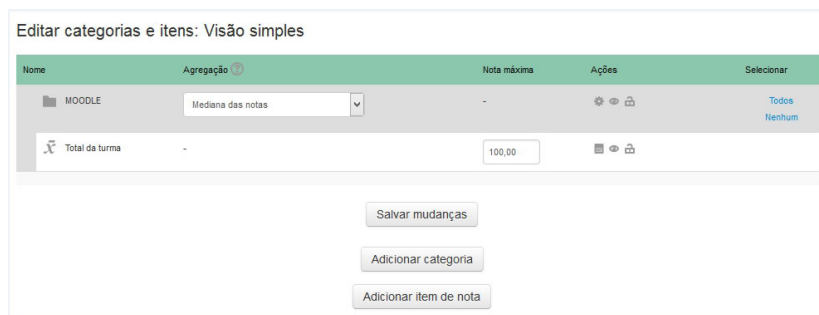 Editar categorias e itens: Visão simples
Nome Agregação Nota máxima Ações Selecionar
MOODLE Mediana das notas - Todos
Nenhum
x̄ Total da turma - 100,00
Salvar mudanças
Adicionar categoria
Adicionar item de nota